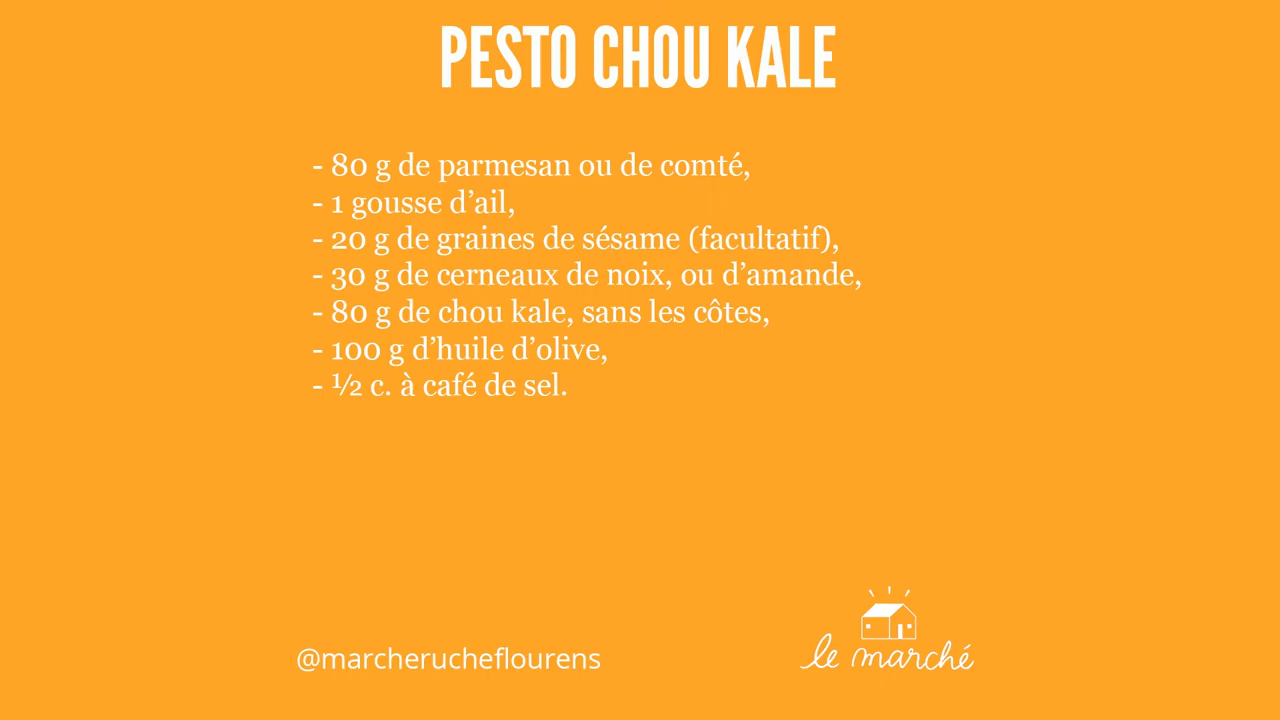 PESTO CHOU KALE
- 80 g de parmesan ou de comté,
- 1 gousse d’ail,
- 20 g de graines de sésame (facultatif),
- 30 g de cerneaux de noix, ou d’amande,
- 80 g de chou kale, sans les côtes,
- 100 g d’huile d’olive,
- ½ c. à café de sel.
@marcherucheflourens
le marché